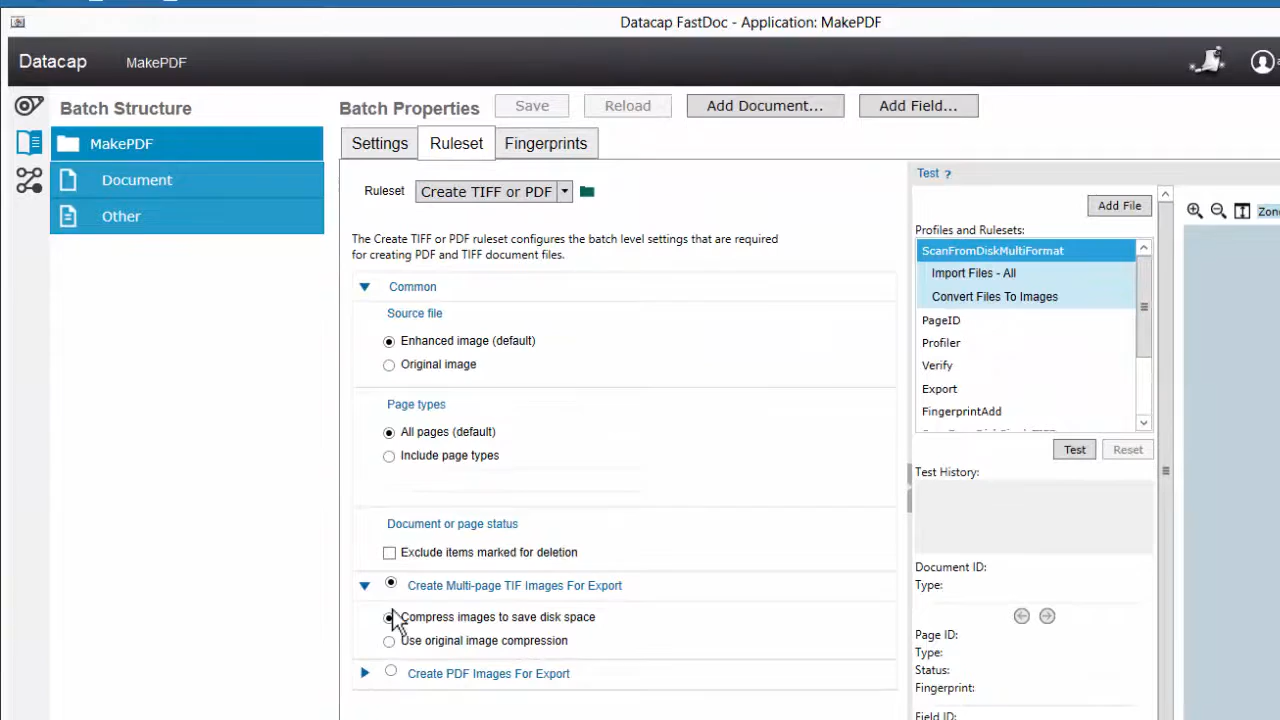 Datacap FastDoc - Application: MakePDF
Datacap
MakePDF
Batch Structure
MakePDF
Document
Other
Batch Properties
Save
Reload
Add Document...
Add Field...
Settings
Ruleset
Fingerprints
Ruleset
Create TIFF or PDF
The Create TIFF or PDF ruleset configures the batch level settings that are required
for creating PDF and TIFF document files.
Common
Source file
Enhanced image (default)
Original image
Page types
All pages (default)
Include page types
Document or page status
Exclude items marked for deletion
Create Multi-page TIF Images For Export
Compress images to save disk space
Use original image compression
Create PDF Images For Export
Test ?
Add File
Profiles and Rulesets:
ScanFromDiskMultiFormat
Import Files - All
Convert Files To Images
PageID
Profiler
Verify
Export
FingerprintAdd
Test
Reset
Test History:
Document ID:
Type:
Page ID:
Type:
Status:
Fingerprint:
Field ID: